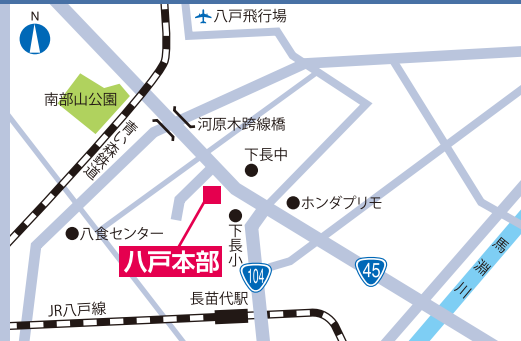 N
八戸飛行場
南部山公園
青い森鉄道
河原木跨線橋
下長中
ホンダプリモ
八食センター
下長小
八戸本部
104
45
馬淵川
長苗代駅
JR八戸線